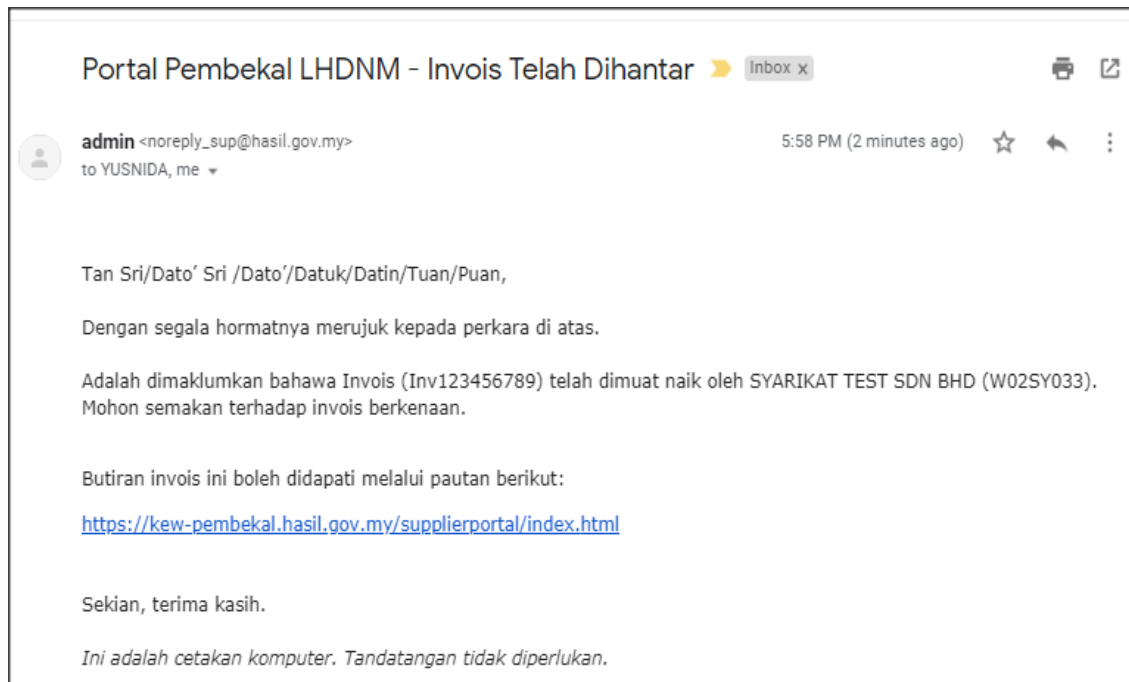 Portal Pembekal LHDNM - Invois Telah Dihantar Inbox x
admin <noreply_sup@hasil.gov.my> 5:58 PM (2 minutes ago)
to YUSNIDA, me
Tan Sri/Dato´ Sri /Dato´/Datuk/Datin/Tuan/Puan,
Dengan segala hormatnya merujuk kepada perkara di atas.
Adalah dimaklumkan bahawa Invois (Inv123456789) telah dimuat naik oleh SYARIKAT TEST SDN BHD (W02SY033).
Mohon semakan terhadap invois berkenaan.
Butiran invois ini boleh didapati melalui pautan berikut:
https://kew-pembekal.hasil.gov.my/supplierportal/index.html
Sekian, terima kasih.
Ini adalah cetakan komputer. Tandatangan tidak diperlukan.